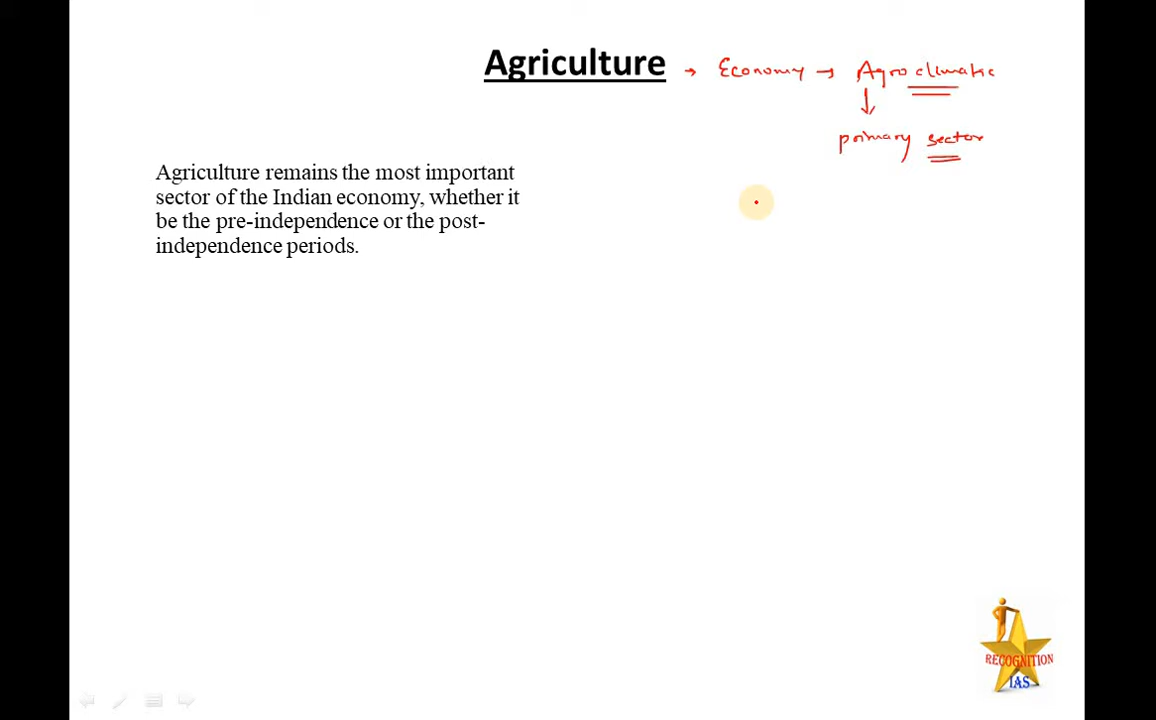 Agriculture → Economy → Agroclimatic
↓
primary sector
Agriculture remains the most important
sector of the Indian economy, whether it
be the pre-independence or the post-
independence periods.
RECOGNITION
IAS